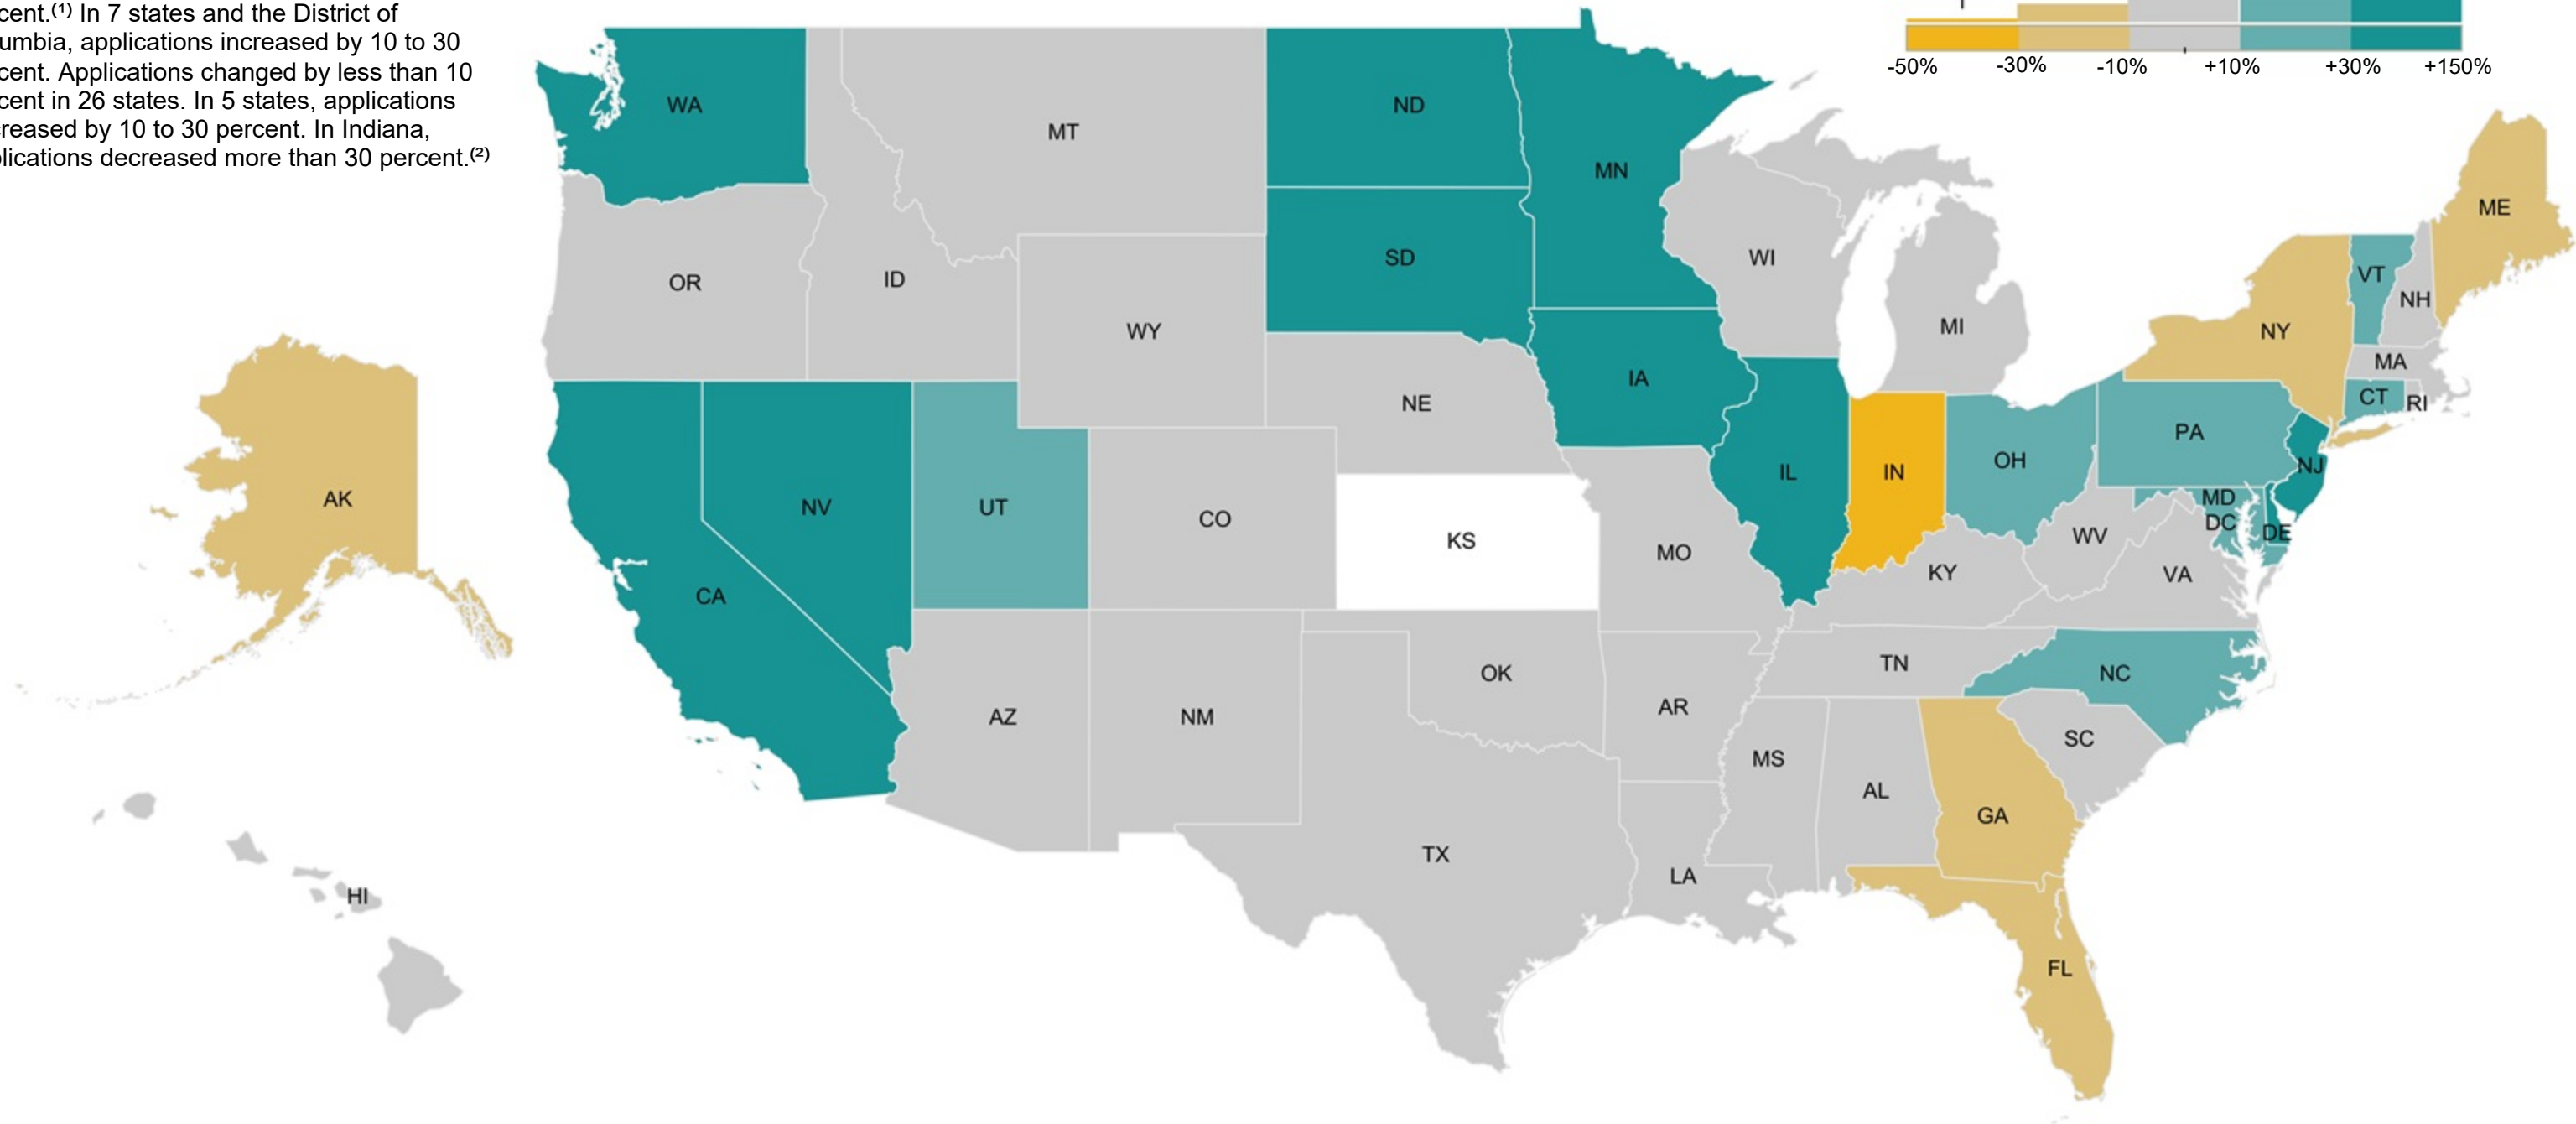 cent.⁽¹⁾ In 7 states and the District of
umbia, applications increased by 10 to 30
cent. Applications changed by less than 10
cent in 26 states. In 5 states, applications
reased by 10 to 30 percent. In Indiana,
lications decreased more than 30 percent.⁽²⁾
-50% -30% -10% +10% +30% +150%
WA MT ND MN
OR ID WY SD WI MI NY VT NH ME
MA
CT RI
NE IA
AK NV UT CO KS MO IL IN OH PA NJ
MD
DC DE
CA KY WV VA
AZ NM OK AR TN NC
MS AL GA SC
HI TX LA
FL